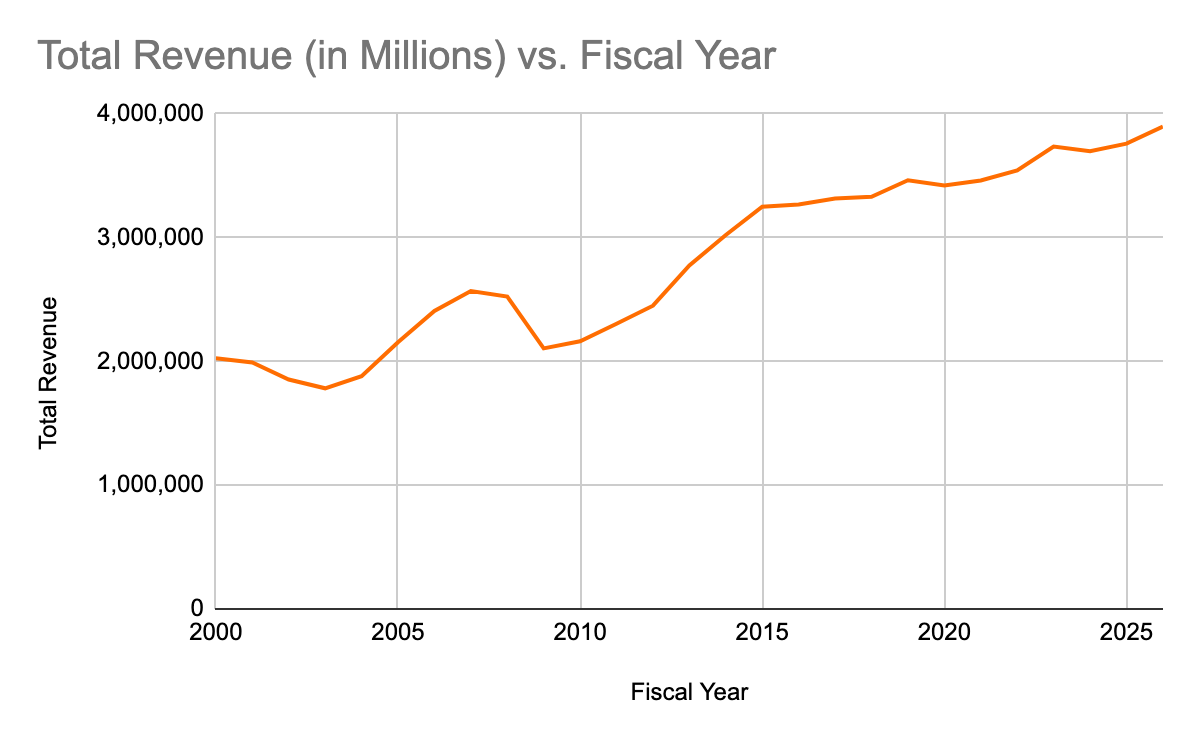 Total Revenue (in Millions) vs. Fiscal Year
4,000,000
3,000,000
2,000,000
1,000,000
0
Total Revenue
2000 2005 2010 2015 2020 2025
Fiscal Year